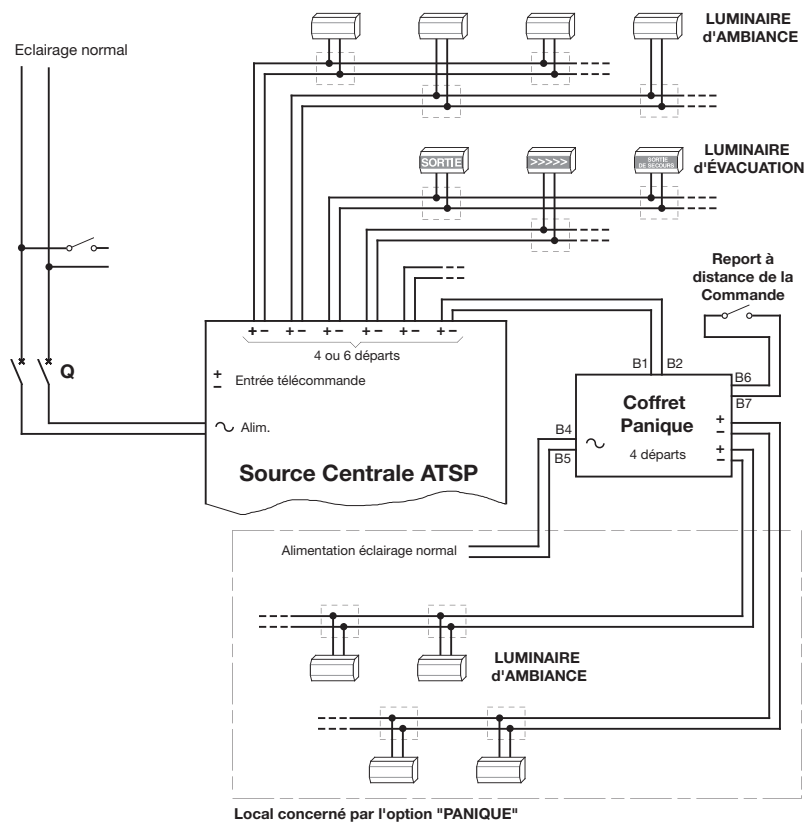 LUMINAIRE
d'AMBIANCE
Eclairage normal
LUMINAIRE
d'ÉVACUATION
SORTIE
>>>>>
SORTIE
DE SECOURS
Report à
distance de la
Commande
+ − + − + − + − + − + −
4 ou 6 départs
B1 B2
B6
B7
Q
+
−
Entrée télécommande
Coffret
Panique
4 départs
+
−
+
−
B4
B5
Alim.
Source Centrale ATSP
Alimentation éclairage normal
LUMINAIRE
d'AMBIANCE
Local concerné par l'option "PANIQUE"